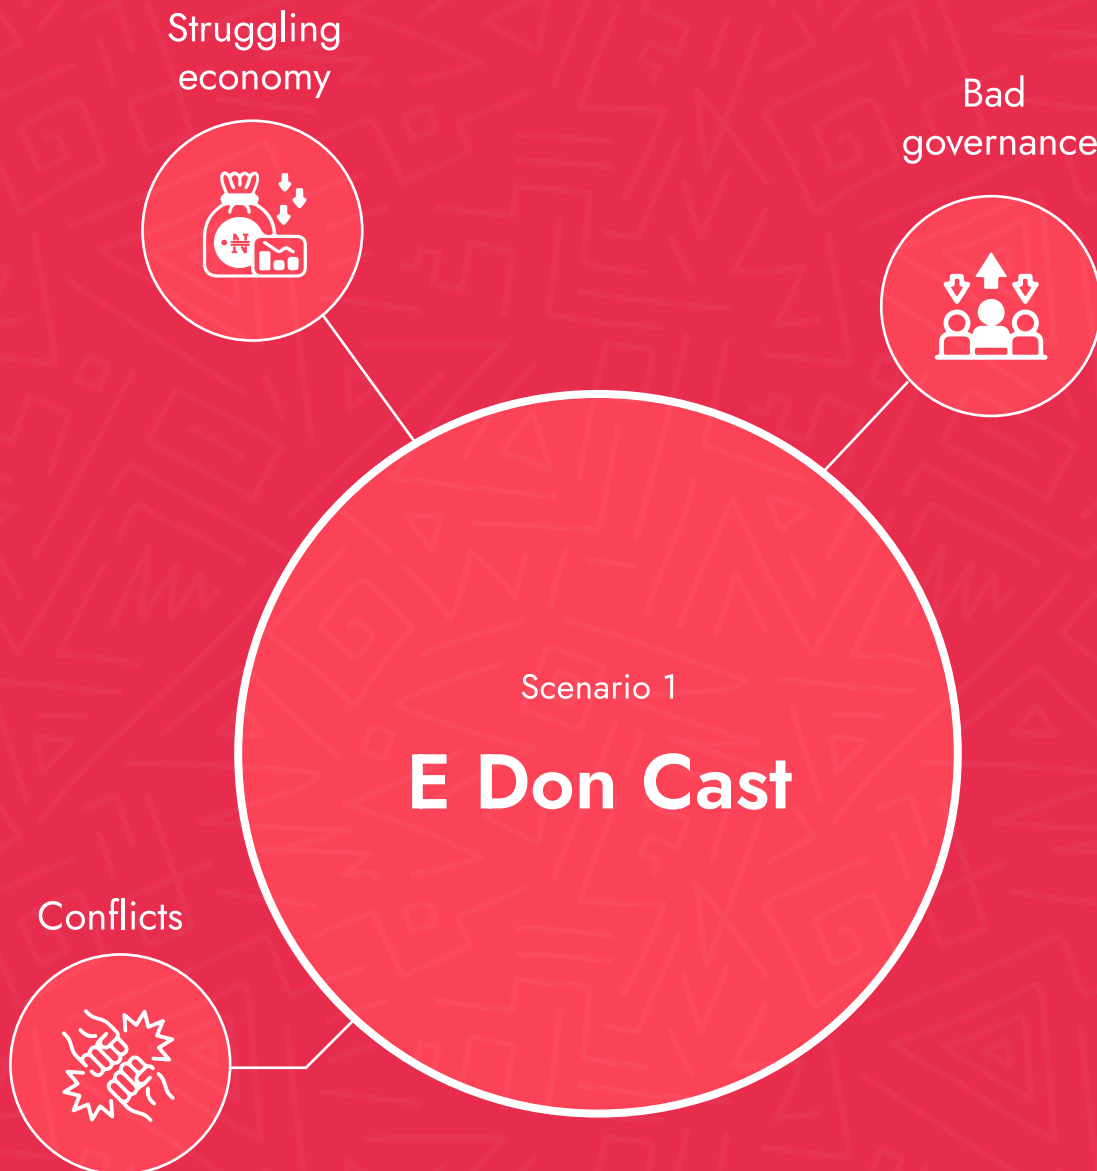 Struggling
economy
Bad
governance
Scenario 1
E Don Cast
Conflicts